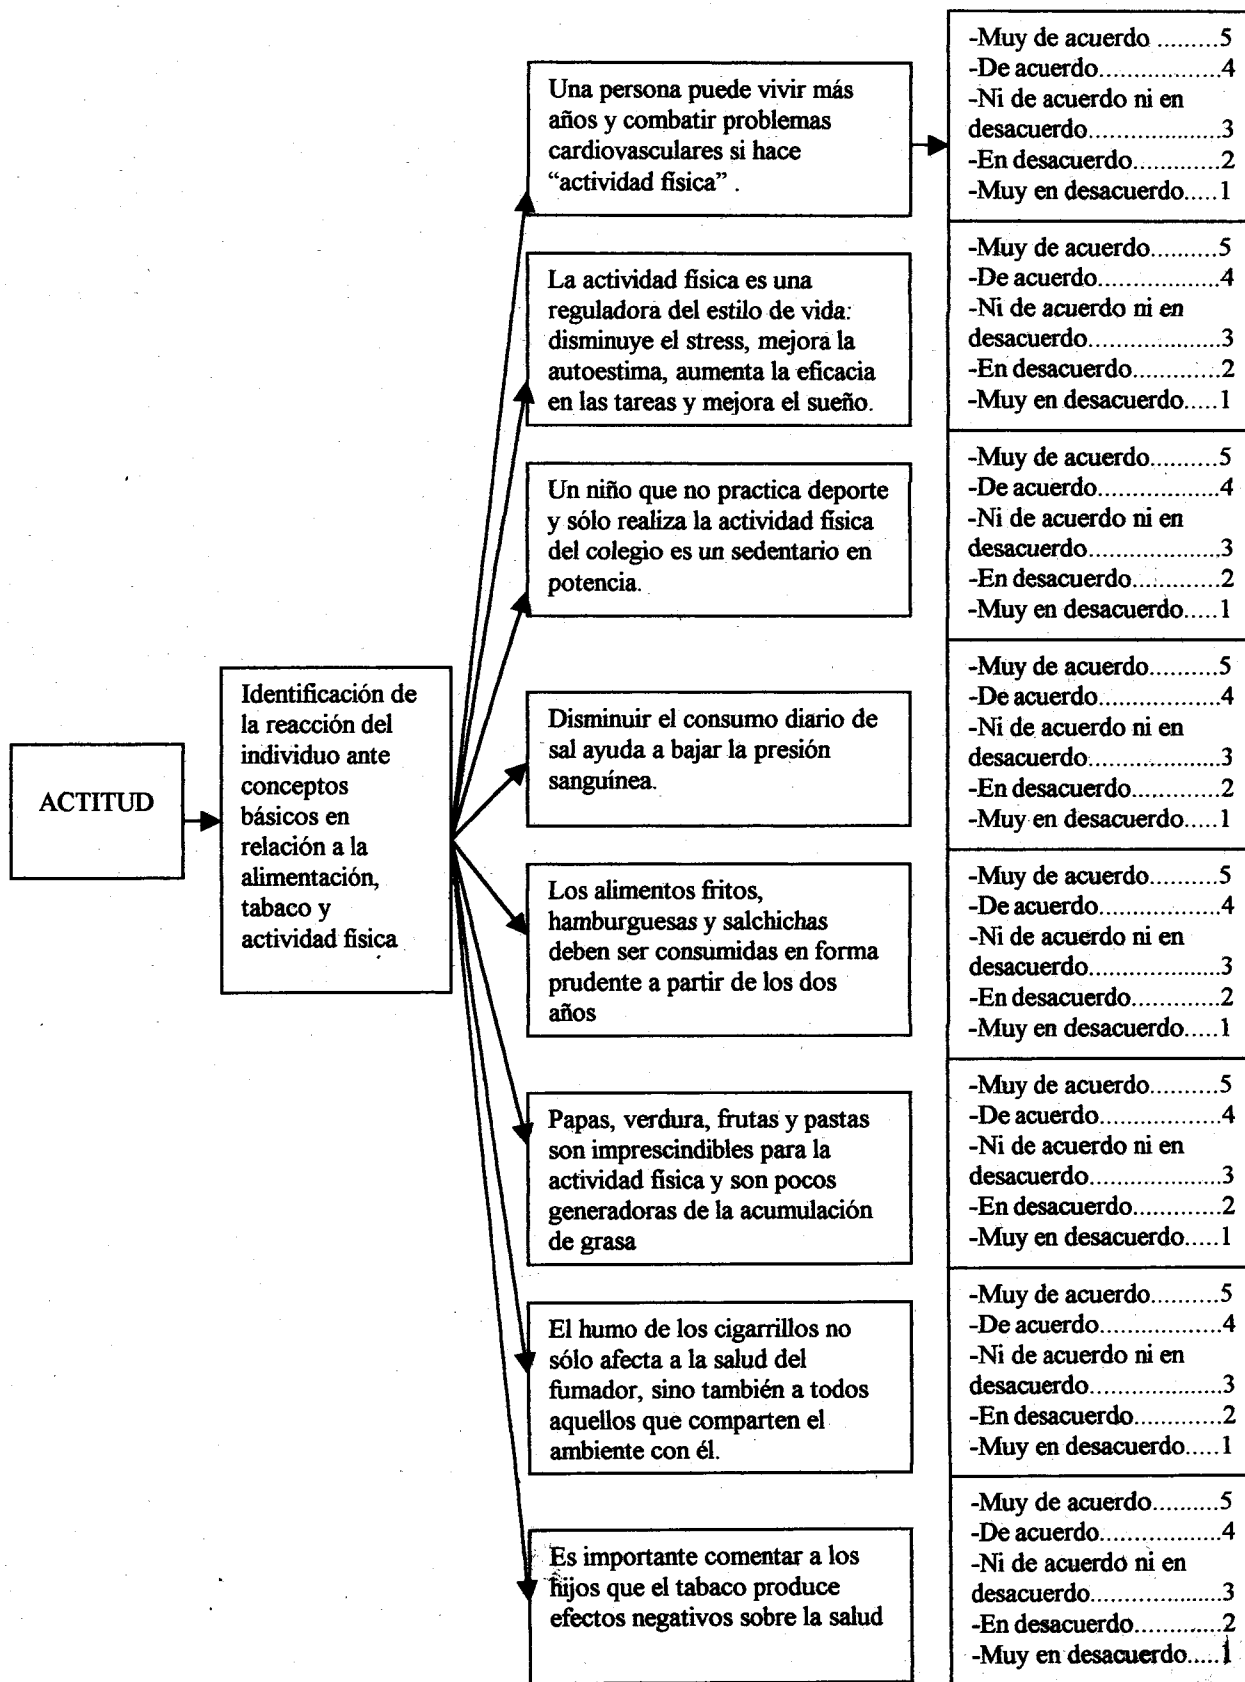 ACTITUD
Identificación de
la reacción del
individuo ante
conceptos
básicos en
relación a la
alimentación,
tabaco y
actividad física
Una persona puede vivir más
años y combatir problemas
cardiovasculares si hace
“actividad física” .
-Muy de acuerdo .........5
-De acuerdo.................4
-Ni de acuerdo ni en
desacuerdo....................3
-En desacuerdo.............2
-Muy en desacuerdo.....1
La actividad física es una
reguladora del estilo de vida:
disminuye el stress, mejora la
autoestima, aumenta la eficacia
en las tareas y mejora el sueño.
-Muy de acuerdo..........5
-De acuerdo.................4
-Ni de acuerdo ni en
desacuerdo....................3
-En desacuerdo.............2
-Muy en desacuerdo.....1
Un niño que no practica deporte
y sólo realiza la actividad física
del colegio es un sedentario en
potencia.
-Muy de acuerdo..........5
-De acuerdo.................4
-Ni de acuerdo ni en
desacuerdo....................3
-En desacuerdo.............2
-Muy en desacuerdo.....1
Disminuir el consumo diario de
sal ayuda a bajar la presión
sanguínea.
-Muy de acuerdo..........5
-De acuerdo.................4
-Ni de acuerdo ni en
desacuerdo....................3
-En desacuerdo.............2
-Muy en desacuerdo.....1
Los alimentos fritos,
hamburguesas y salchichas
deben ser consumidas en forma
prudente a partir de los dos
años
-Muy de acuerdo..........5
-De acuerdo.................4
-Ni de acuerdo ni en
desacuerdo....................3
-En desacuerdo.............2
-Muy en desacuerdo.....1
Papas, verdura, frutas y pastas
son imprescindibles para la
actividad física y son pocos
generadoras de la acumulación
de grasa
-Muy de acuerdo..........5
-De acuerdo.................4
-Ni de acuerdo ni en
desacuerdo....................3
-En desacuerdo.............2
-Muy en desacuerdo.....1
El humo de los cigarrillos no
sólo afecta a la salud del
fumador, sino también a todos
aquellos que comparten el
ambiente con él.
-Muy de acuerdo..........5
-De acuerdo.................4
-Ni de acuerdo ni en
desacuerdo....................3
-En desacuerdo.............2
-Muy en desacuerdo.....1
Es importante comentar a los
hijos que el tabaco produce
efectos negativos sobre la salud
-Muy de acuerdo..........5
-De acuerdo.................4
-Ni de acuerdo ni en
desacuerdo....................3
-En desacuerdo.............2
-Muy en desacuerdo.....1